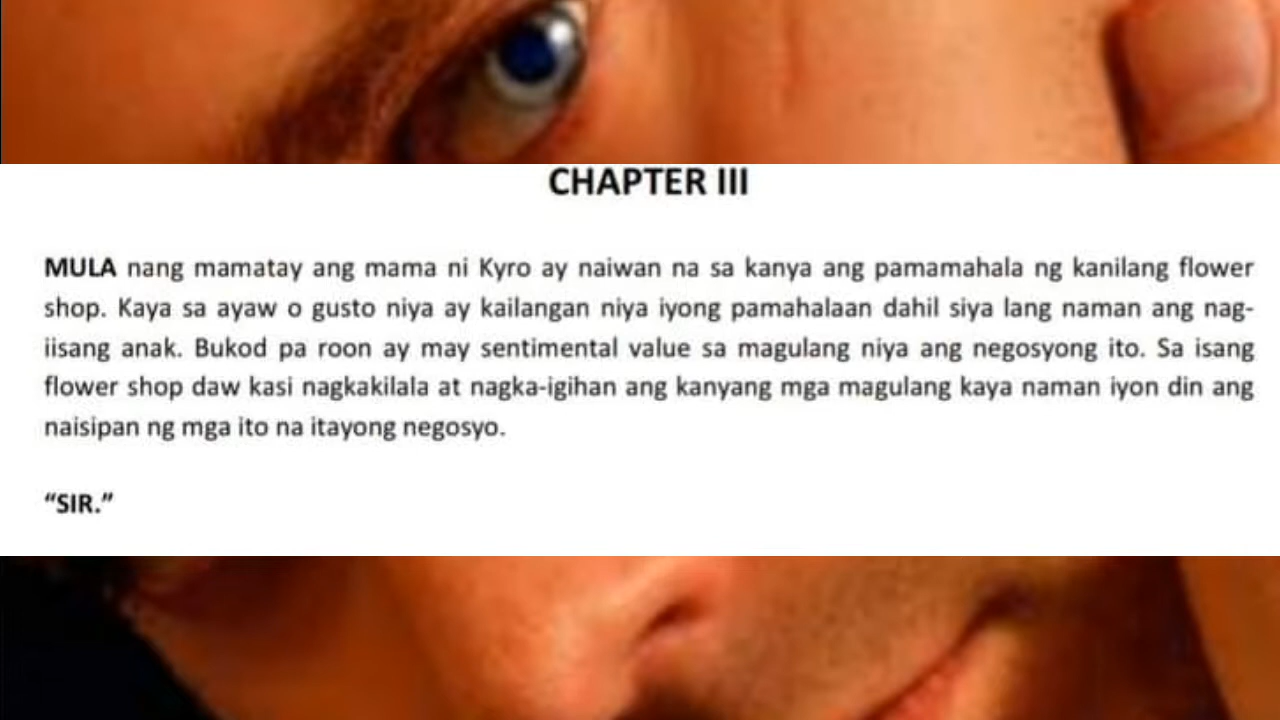 CHAPTER III
MULA nang mamatay ang mama ni Kyro ay naiwan na sa kanya ang pamamahala ng kanilang flower
shop. Kaya sa ayaw o gusto niya ay kailangan niya iyong pamahalaan dahil siya lang naman ang nag-
iisang anak. Bukod pa roon ay may sentimental value sa magulang niya ang negosyong ito. Sa isang
flower shop daw kasi nagkakilala at nagka-igihan ang kanyang mga magulang kaya naman iyon din ang
naisipan ng mga ito na itayong negosyo.
“SIR.”